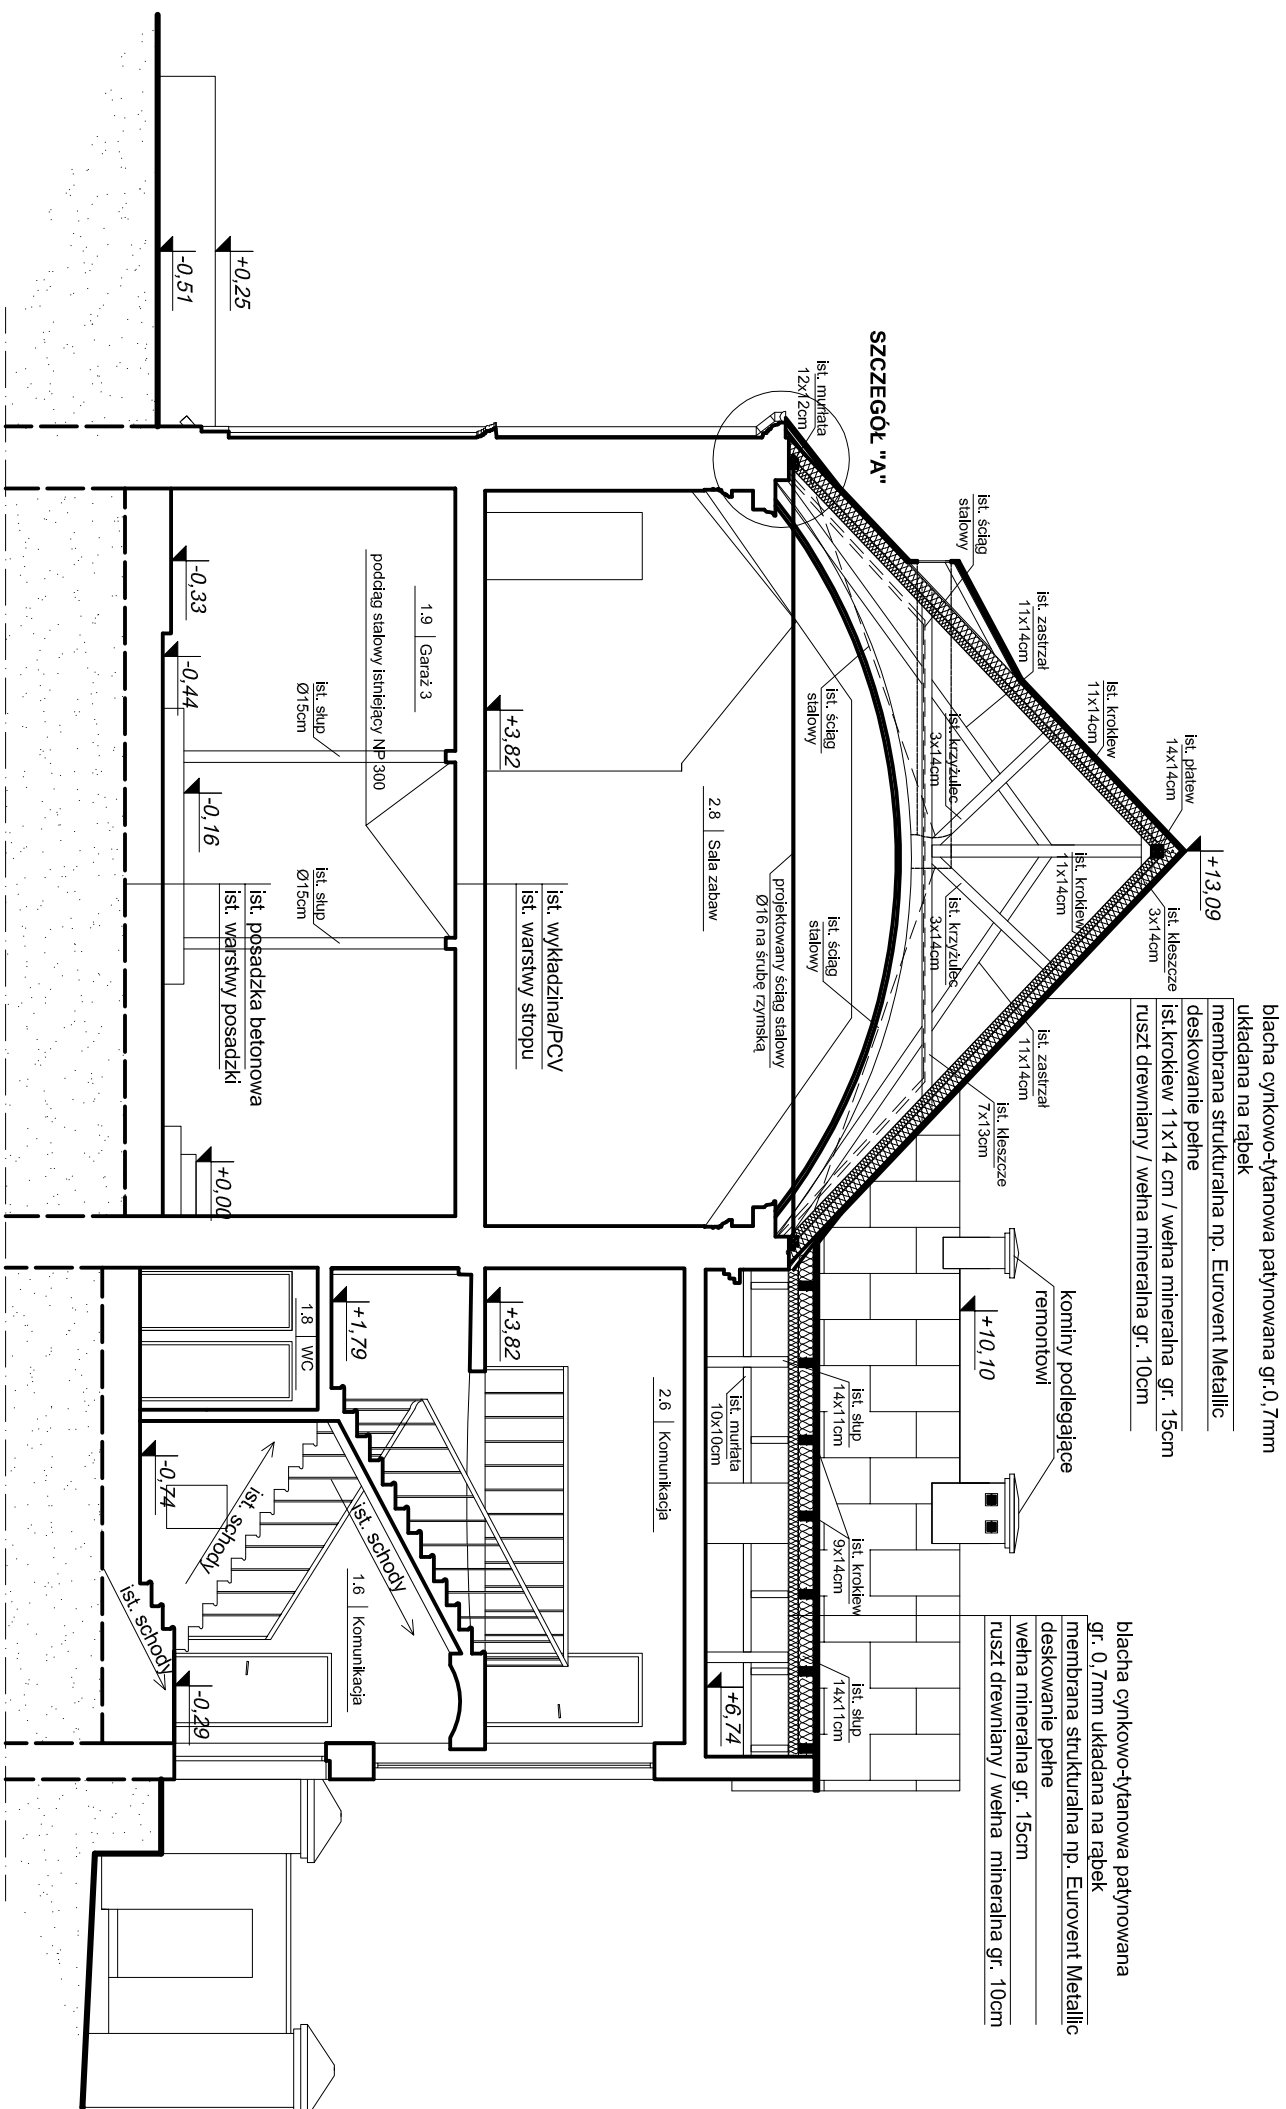 blacha cynkowo-tytanowa patynowana gr.0,7mm
układana na rąbek
membrana strukturalna np. Eurovent Metallic
deskowanie pełne
ist.krokiew 11x14 cm / wełna mineralna gr. 15cm
ruszt drewniany / wełna mineralna gr. 10cm
blacha cynkowo-tytanowa patynowana
gr. 0,7mm układana na rąbek
membrana strukturalna np. Eurovent Metallic
deskowanie pełne
wełna mineralna gr. 15cm
ruszt drewniany / wełna mineralna gr. 10cm
+13,09
ist. płatew
14x14cm
ist. kleszcze
3x14cm
ist. krokiew
11x14cm
ist. krokiew
11x14cm
ist. zastrzał
11x14cm
ist. zastrzał
11x14cm
ist. ściąg
stalowy
ist. krzyżulec
3x14cm
ist. krzyżulec
3x14cm
ist. kleszcze
7x13cm
kominy podlegające
remontowi
+10,10
SZCZEGÓŁ "A"
ist. murłata
12x12cm
ist. ściąg
stalowy
ist. ściąg
stalowy
projektowany ściąg stalowy
Ø16 na śrubę rzymską
ist. słup
14x11cm
ist. krokiew
9x14cm
ist. słup
14x11cm
ist. murłata
10x10cm
+6,74
2.8 Sala zabaw
2.6 Komunikacja
+3,82
+3,82
ist. wykładzina/PCV
ist. warstwy stropu
1.9 Garaż 3
podciąg stalowy istniejący NP 300
ist. słup
Ø15cm
ist. słup
Ø15cm
+1,79
1.8 WC
ist. schody
1.6 Komunikacja
ist. schody
ist. schody
+0,25
-0,51
-0,33
-0,44
-0,16
ist. posadzka betonowa
ist. warstwy posadzki
+0,00
-0,74
-0,29